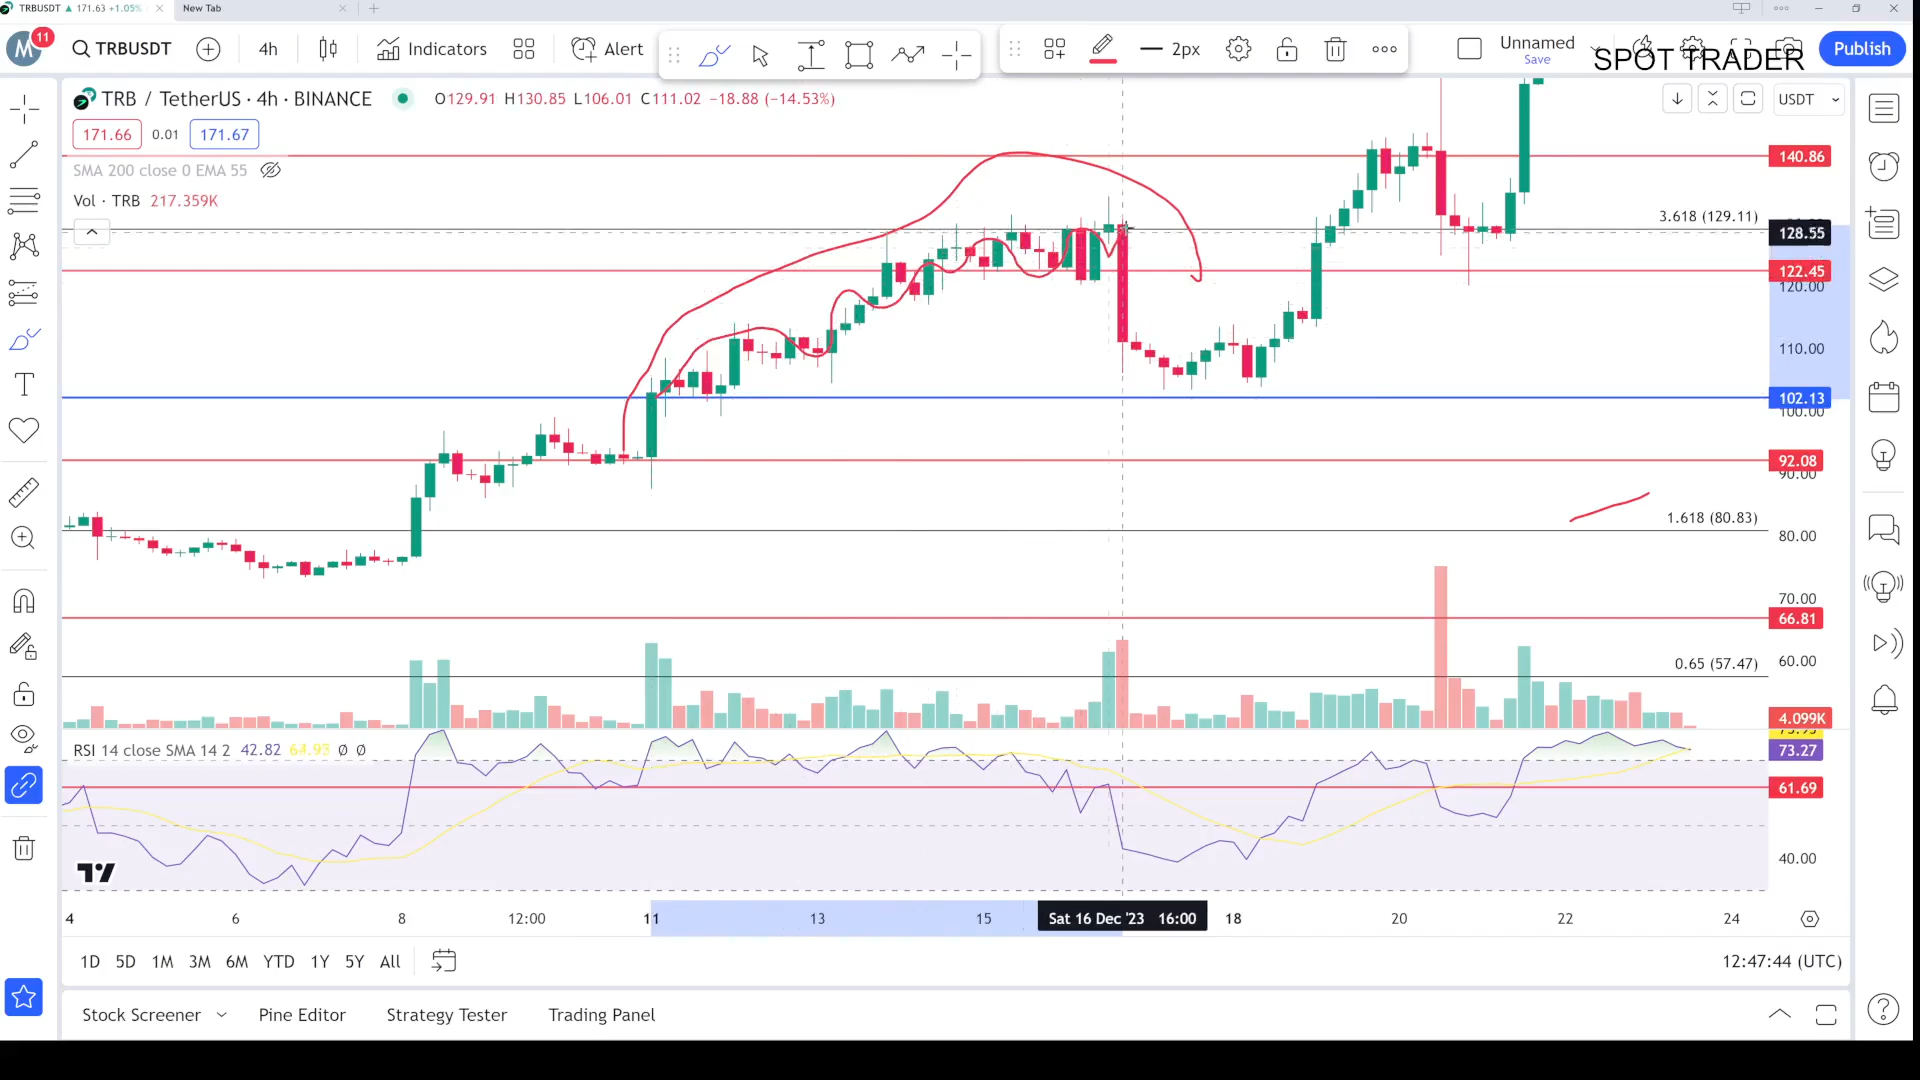 TRBUSDT ▲ 171.63 +1.05%
New Tab
M 11 TRBUSDT 4h Indicators Alert 2px Unnamed Save Publish
SPOT TRADER
TRB / TetherUS · 4h · BINANCE O129.91 H130.85 L106.01 C111.02 −18.88 (−14.53%)
USDT
171.66 0.01 171.67
140.86
SMA 200 close 0 EMA 55
Vol · TRB 217.359K
3.618 (129.11)
128.55
122.45
120.00
110.00
102.13
100.00
92.08
90.00
1.618 (80.83)
80.00
70.00
66.81
0.65 (57.47)
60.00
4.099K
RSI 14 close SMA 14 2 42.82 64.93 Ø Ø
73.27
61.69
40.00
4 6 8 12:00 11 13 15 Sat 16 Dec '23 16:00 18 20 22 24
1D 5D 1M 3M 6M YTD 1Y 5Y All
12:47:44 (UTC)
Stock Screener Pine Editor Strategy Tester Trading Panel